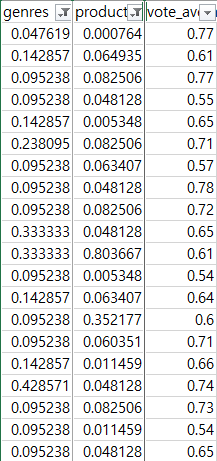 genres product vote_ave
0.047619 0.000764 0.77
0.142857 0.064935 0.61
0.095238 0.082506 0.77
0.095238 0.048128 0.55
0.142857 0.005348 0.65
0.238095 0.082506 0.71
0.095238 0.063407 0.57
0.095238 0.048128 0.78
0.095238 0.082506 0.72
0.333333 0.048128 0.65
0.333333 0.803667 0.61
0.095238 0.005348 0.54
0.142857 0.063407 0.64
0.095238 0.352177 0.6
0.095238 0.060351 0.71
0.142857 0.011459 0.66
0.428571 0.048128 0.74
0.095238 0.082506 0.73
0.095238 0.011459 0.54
0.095238 0.048128 0.65